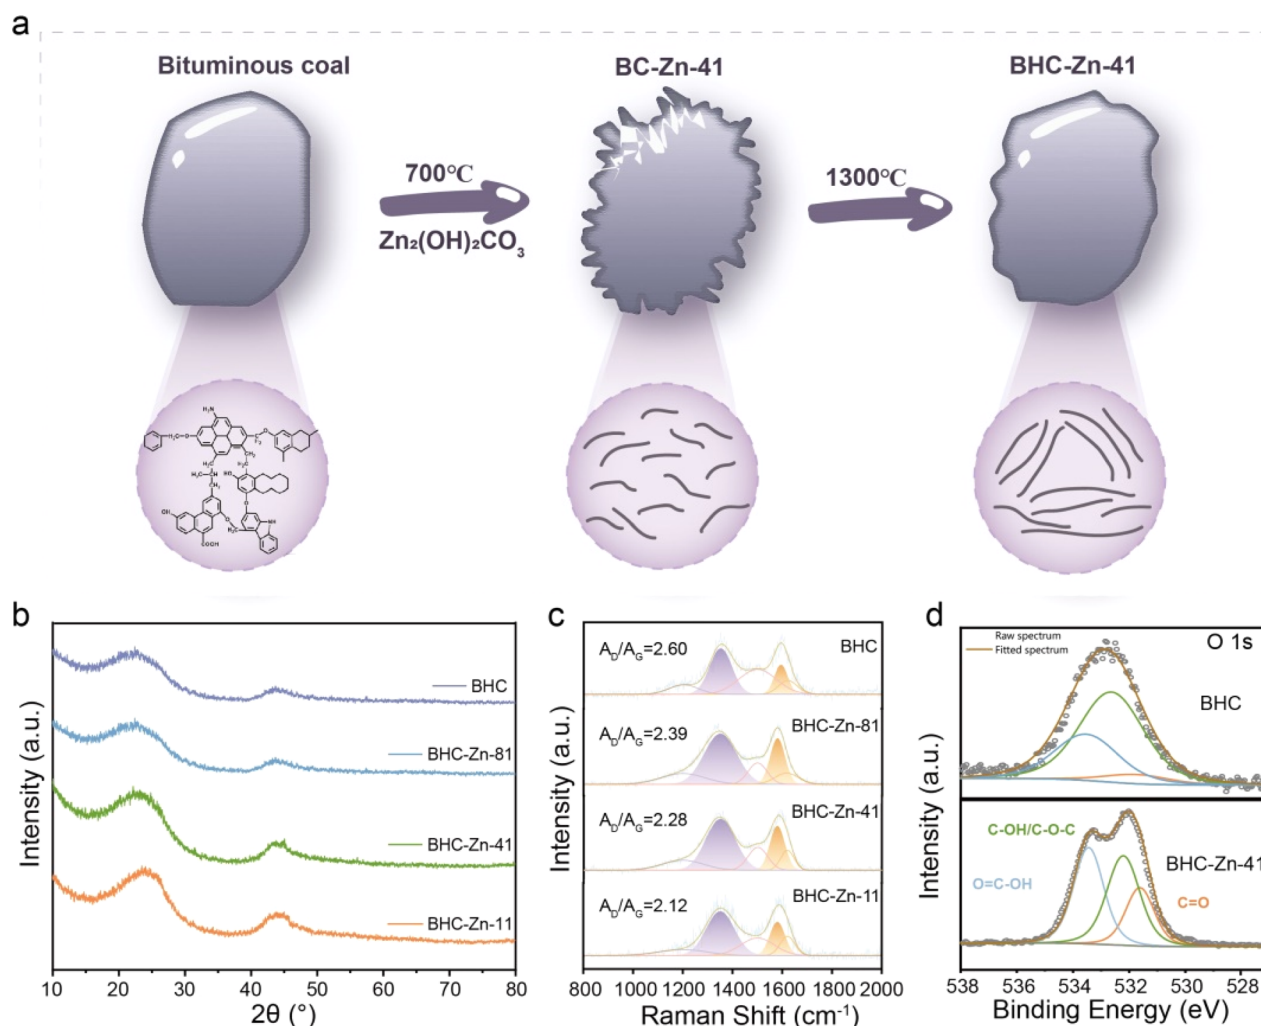 a
Bituminous coal
BC-Zn-41
BHC-Zn-41
700℃
Zn₂(OH)₂CO₃
1300℃
b
Intensity (a.u.)
BHC
BHC-Zn-81
BHC-Zn-41
BHC-Zn-11
10 20 30 40 50 60 70 80
2θ (°)
c
Intensity (a.u.)
A_D/A_G=2.60
BHC
A_D/A_G=2.39
BHC-Zn-81
A_D/A_G=2.28
BHC-Zn-41
A_D/A_G=2.12
BHC-Zn-11
800 1000 1200 1400 1600 1800 2000
Raman Shift (cm⁻¹)
d
Intensity (a.u.)
Raw spectrum
Fitted spectrum
O 1s
BHC
C-OH/C-O-C
BHC-Zn-41
O=C-OH
C=O
538 536 534 532 530 528
Binding Energy (eV)